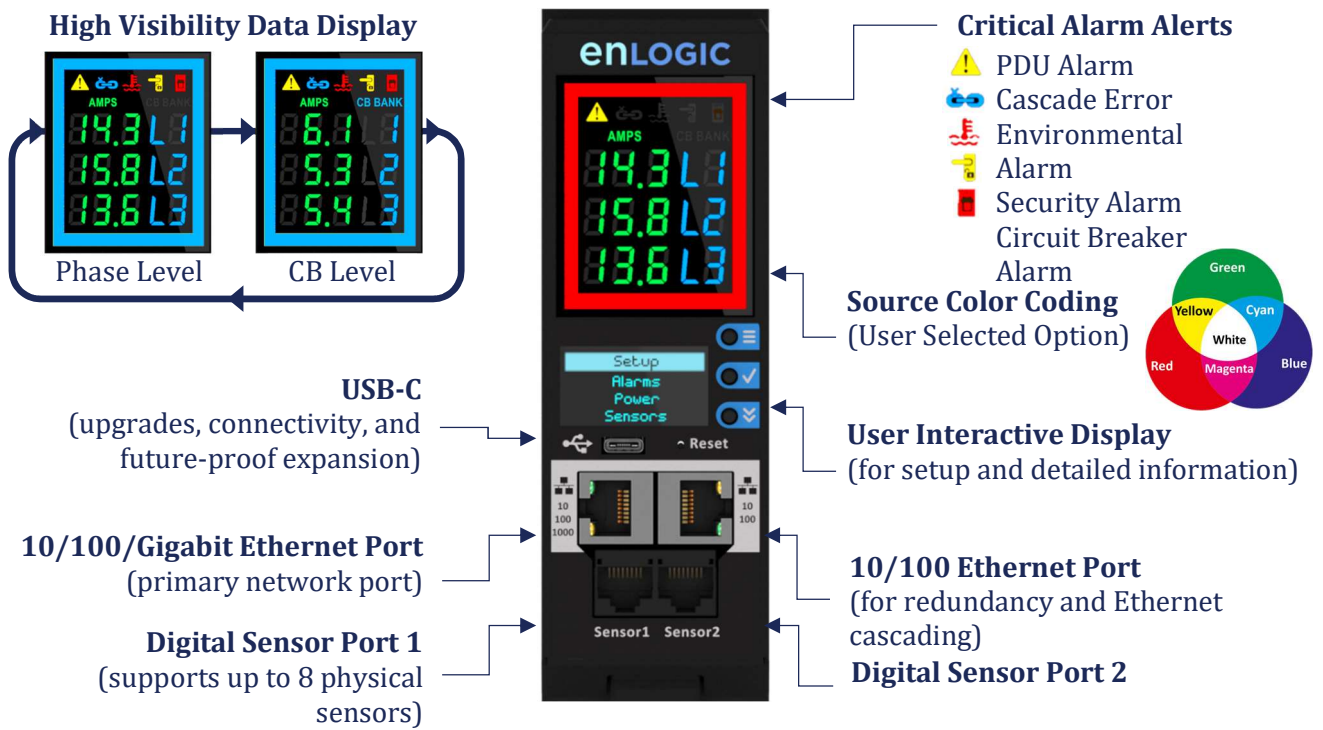 High Visibility Data Display
AMPS CB BANK
14.3 L1
15.8 L2
13.6 L3
Phase Level
AMPS CB BANK
6.1 1
5.3 2
5.4 3
CB Level
enLOGIC
AMPS CB BANK
14.3 L1
15.8 L2
13.6 L3
Setup
Alarms
Power
Sensors
Reset
10
100
1000
10
100
Sensor1 Sensor2
USB-C
(upgrades, connectivity, and
future-proof expansion)
10/100/Gigabit Ethernet Port
(primary network port)
Digital Sensor Port 1
(supports up to 8 physical
sensors)
Critical Alarm Alerts
PDU Alarm
Cascade Error
Environmental
Alarm
Security Alarm
Circuit Breaker
Alarm
Source Color Coding
(User Selected Option)
Green
Yellow Cyan
White
Red Magenta Blue
User Interactive Display
(for setup and detailed information)
10/100 Ethernet Port
(for redundancy and Ethernet
cascading)
Digital Sensor Port 2